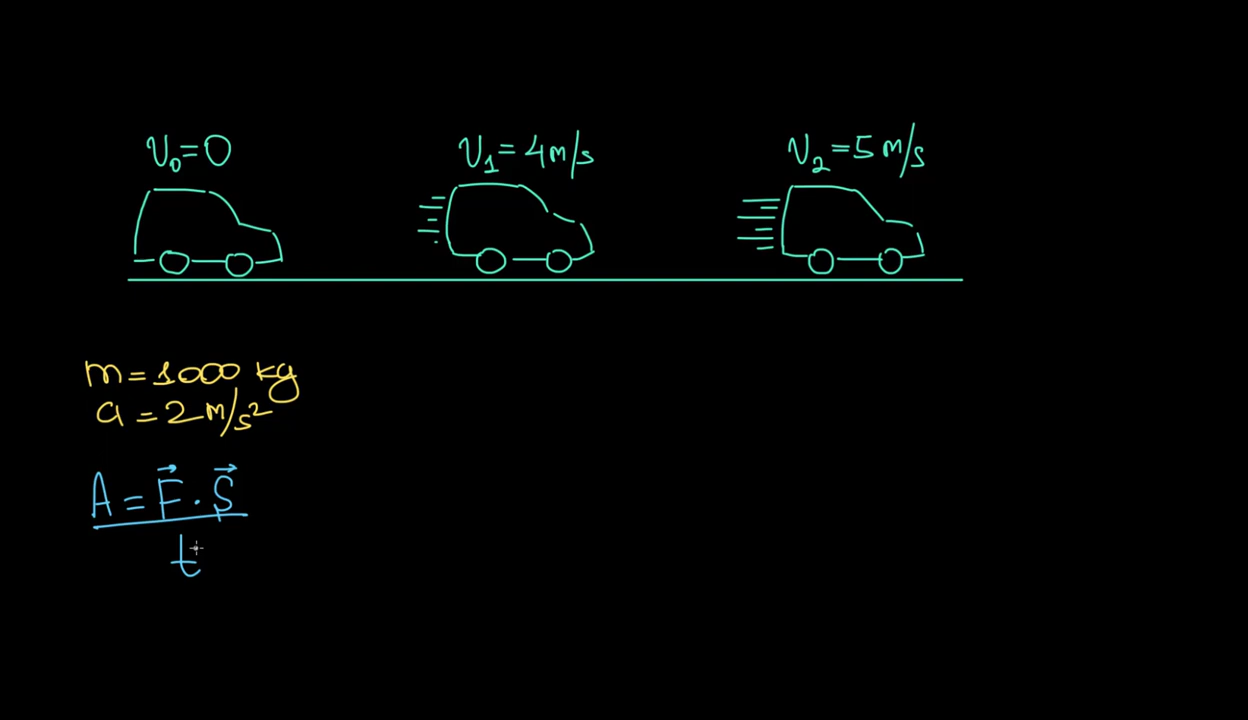 V₀=0 V₁=4m/s V₂=5m/s
m=1000 kg
a=2m/s²
A=F⃗·S⃗
t